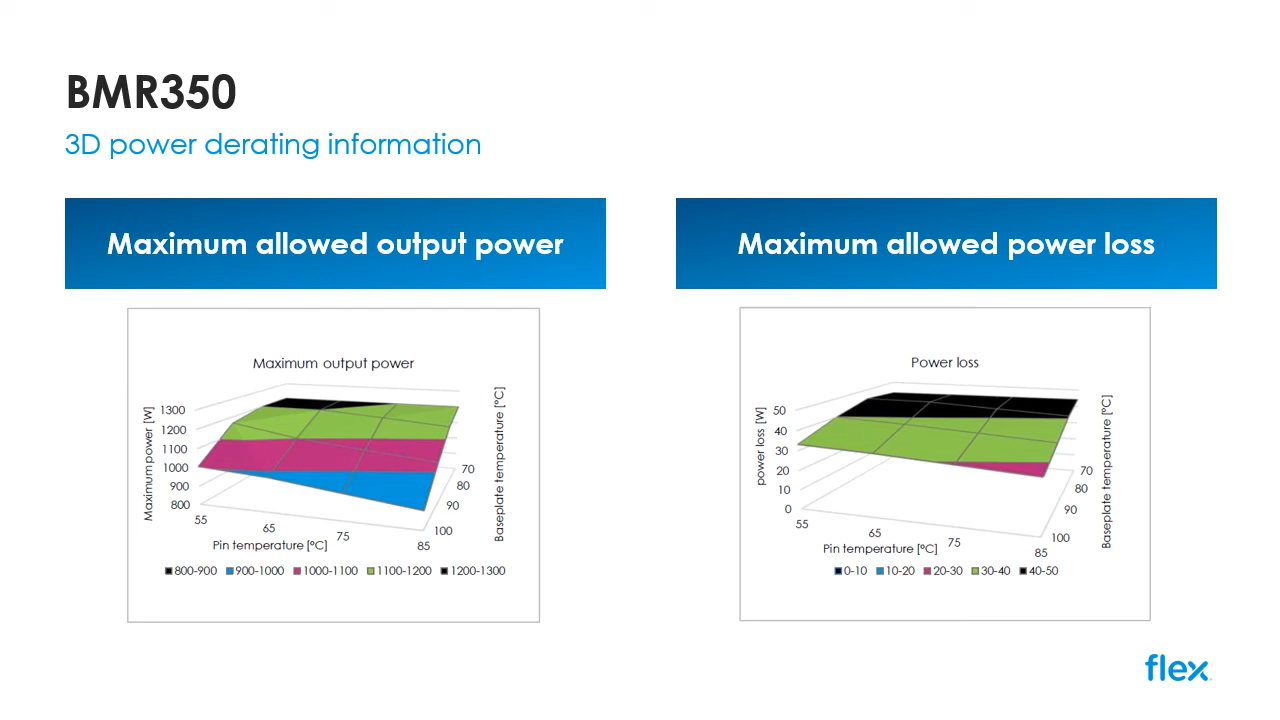 BMR350
3D power derating information
Maximum allowed output power
Maximum allowed power loss
Maximum output power
Maximum power [W]
1300
1200
1100
1000
900
800
55
65
75
85
Pin temperature [°C]
70
80
90
100
Baseplate temperature [°C]
800-900 900-1000 1000-1100 1100-1200 1200-1300
Power loss
power loss [W]
50
40
30
20
10
0
55
65
75
85
Pin temperature [°C]
70
80
90
100
Baseplate temperature [°C]
0-10 10-20 20-30 30-40 40-50
flex